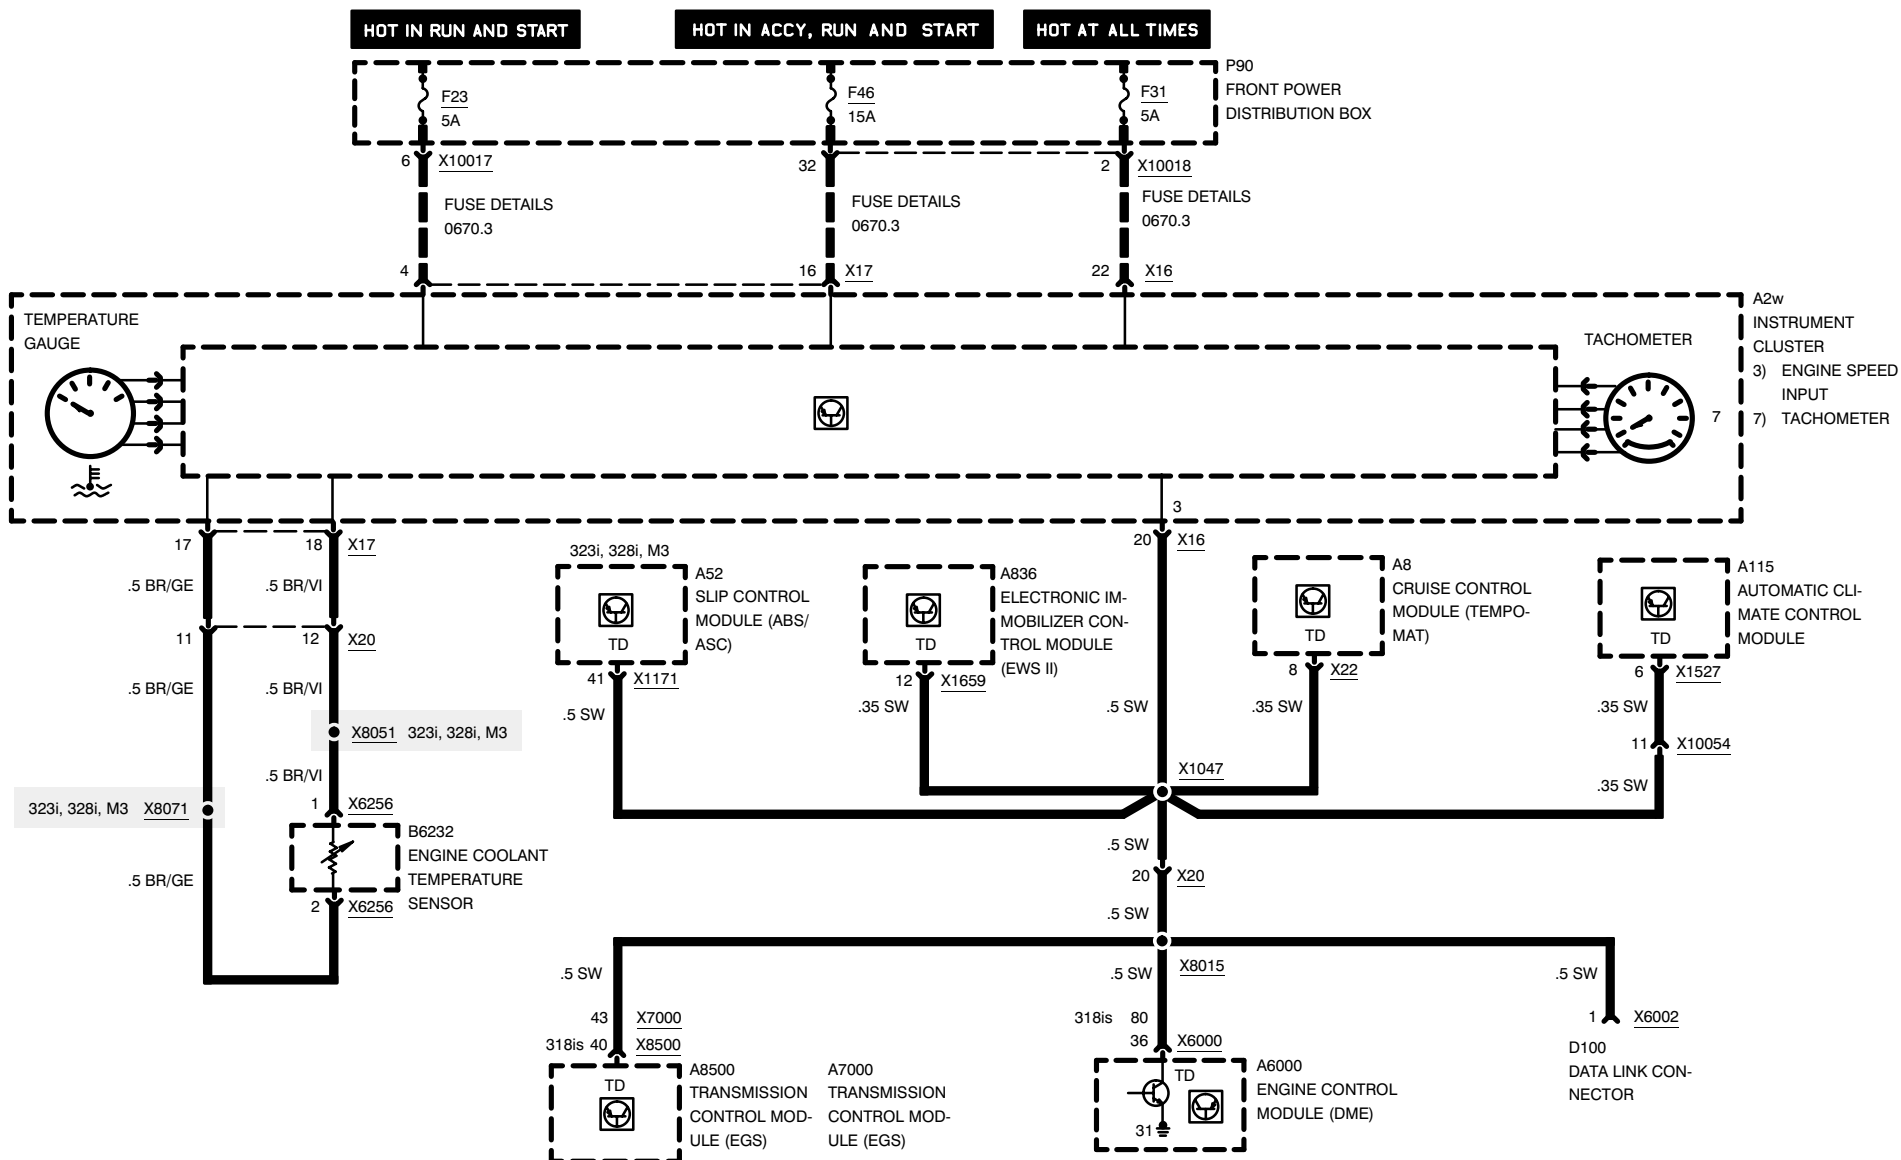 HOT IN RUN AND START
HOT IN ACCY, RUN AND START
HOT AT ALL TIMES
P90
FRONT POWER
DISTRIBUTION BOX
F23
5A
F46
15A
F31
5A
6 X10017
32
2 X10018
FUSE DETAILS
0670.3
FUSE DETAILS
0670.3
FUSE DETAILS
0670.3
4
16 X17
22 X16
A2w
INSTRUMENT
CLUSTER
3) ENGINE SPEED
INPUT
7) TACHOMETER
TEMPERATURE
GAUGE
TACHOMETER
7
3
17
18 X17
20 X16
.5 BR/GE
.5 BR/VI
11
12 X20
.5 BR/GE
.5 BR/VI
X8051 323i, 328i, M3
.5 BR/VI
323i, 328i, M3 X8071
1 X6256
B6232
ENGINE COOLANT
TEMPERATURE
SENSOR
.5 BR/GE
2 X6256
323i, 328i, M3
TD
A52
SLIP CONTROL
MODULE (ABS/
ASC)
41 X1171
.5 SW
TD
A836
ELECTRONIC IM-
MOBILIZER CON-
TROL MODULE
(EWS II)
12 X1659
.35 SW
.5 SW
TD
A8
CRUISE CONTROL
MODULE (TEMPO-
MAT)
8 X22
.35 SW
TD
A115
AUTOMATIC CLI-
MATE CONTROL
MODULE
6 X1527
.35 SW
11 X10054
.35 SW
X1047
.5 SW
20 X20
.5 SW
X8015
.5 SW
.5 SW
.5 SW
43 X7000
318is 40 X8500
TD
A8500
TRANSMISSION
CONTROL MOD-
ULE (EGS)
A7000
TRANSMISSION
CONTROL MOD-
ULE (EGS)
318is 80
36 X6000
TD
31
A6000
ENGINE CONTROL
MODULE (DME)
1 X6002
D100
DATA LINK CON-
NECTOR